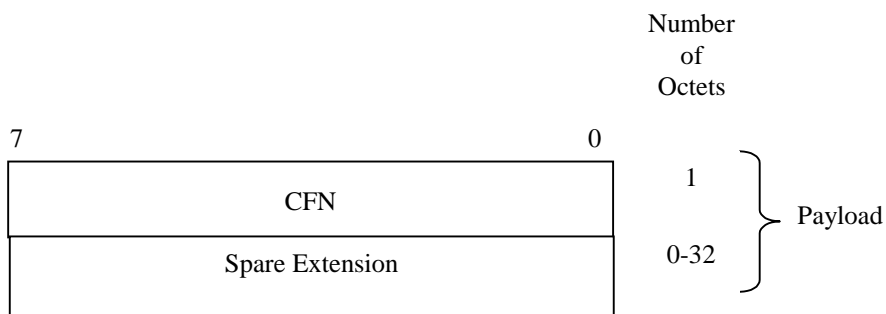 Number
of
Octets
7 0
CFN 1
Payload
Spare Extension 0-32